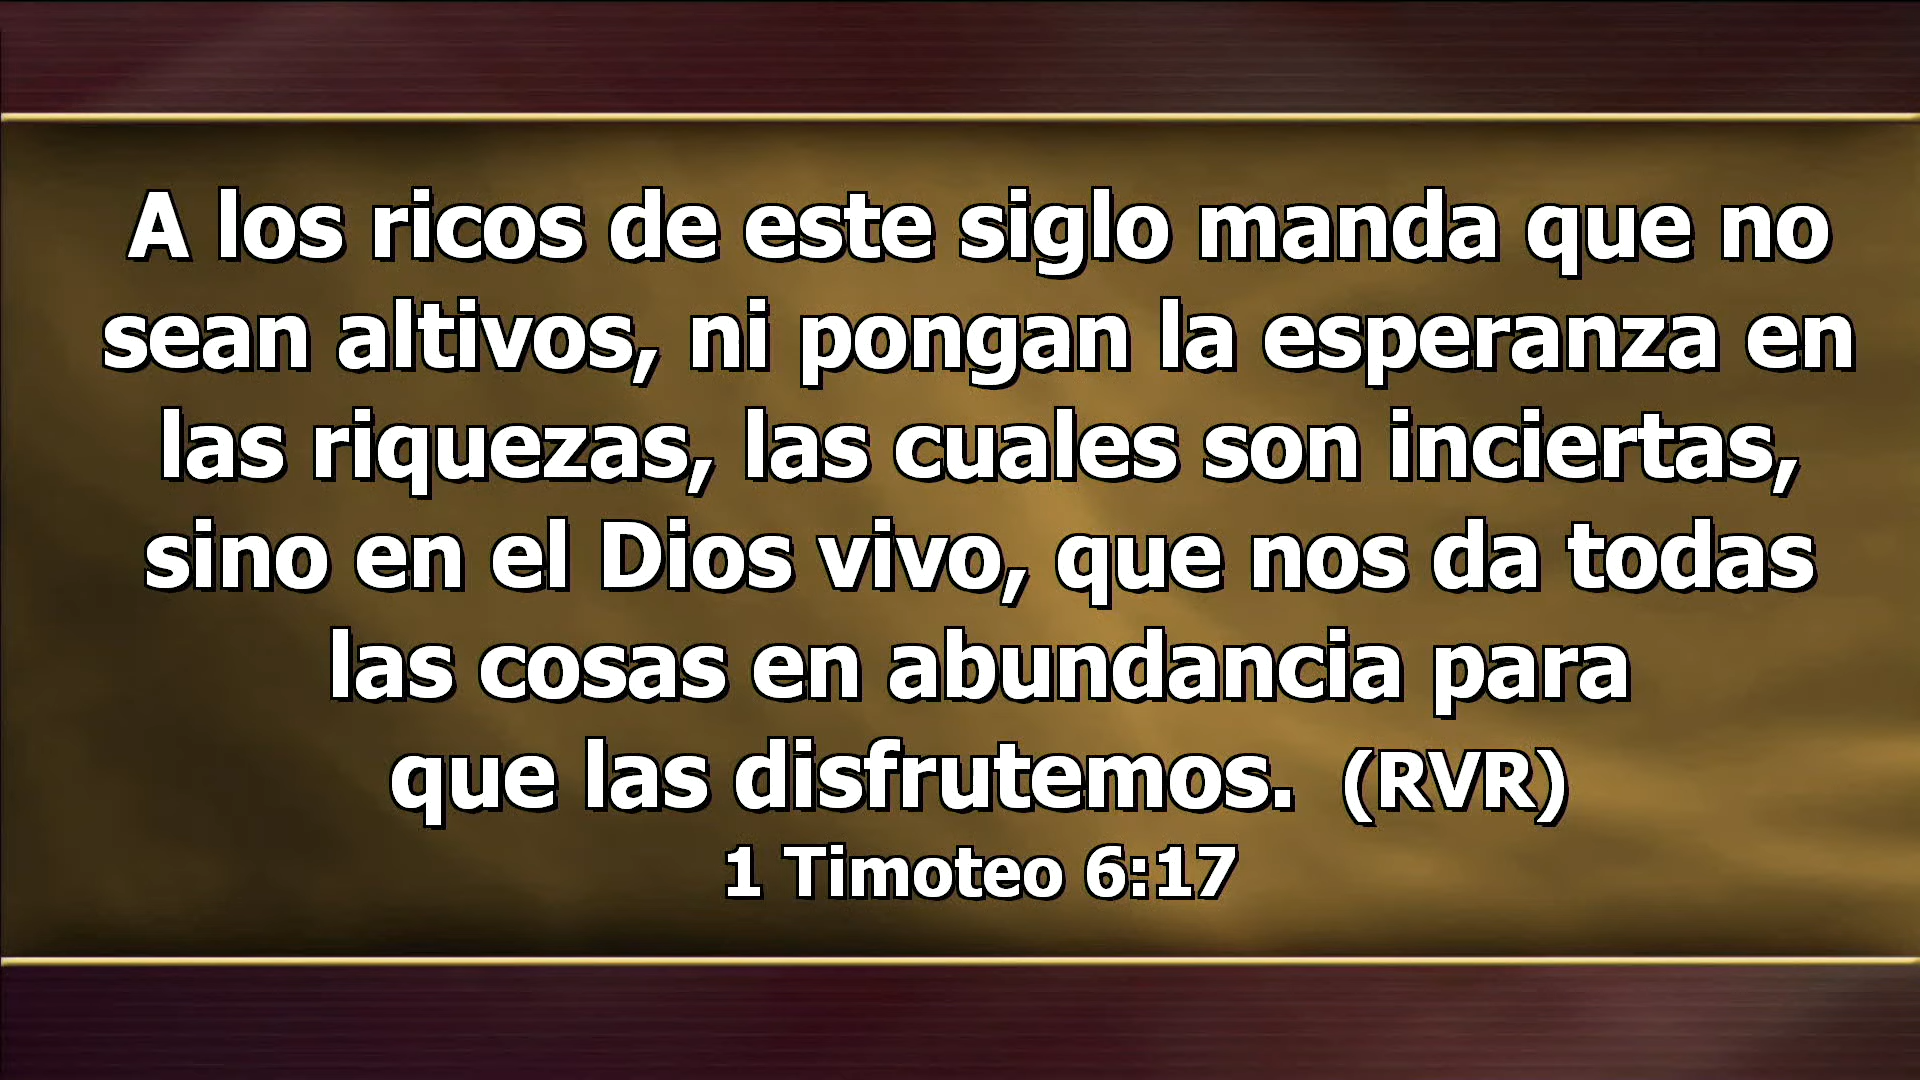 A los ricos de este siglo manda que no
sean altivos, ni pongan la esperanza en
las riquezas, las cuales son inciertas,
sino en el Dios vivo, que nos da todas
las cosas en abundancia para
que las disfrutemos. (RVR)
1 Timoteo 6:17